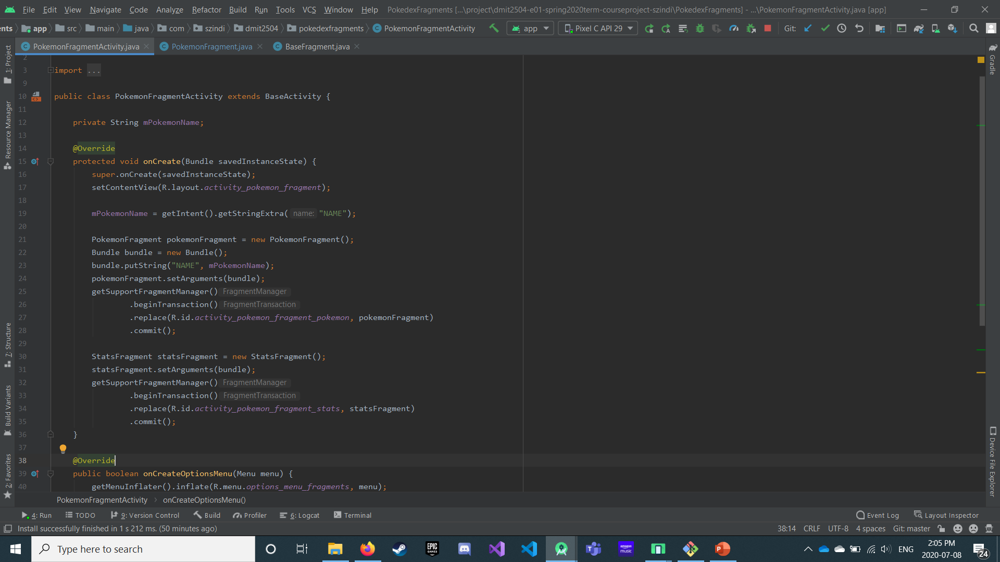 File Edit View Navigate Code Analyze Refactor Build Run Tools VCS Window Help PokedexFragments [...\project\dmit2504-e01-spring2020term-courseproject-szindi\PokedexFragments] - ...\PokemonFragmentActivity.java [app]
ents app src main java com szindi dmit2504 pokedexfragments PokemonFragmentActivity app Pixel C API 29 Git:
PokemonFragmentActivity.java PokemonFragment.java BaseFragment.java
1: Project
Resource Manager
7: Structure
Build Variants
2: Favorites
Gradle
Device File Explorer
2
3 import ...
9
10 public class PokemonFragmentActivity extends BaseActivity {
11
12 private String mPokemonName;
13
14 @Override
15 protected void onCreate(Bundle savedInstanceState) {
16 super.onCreate(savedInstanceState);
17 setContentView(R.layout.activity_pokemon_fragment);
18
19 mPokemonName = getIntent().getStringExtra( name: "NAME");
20
21 PokemonFragment pokemonFragment = new PokemonFragment();
22 Bundle bundle = new Bundle();
23 bundle.putString("NAME", mPokemonName);
24 pokemonFragment.setArguments(bundle);
25 getSupportFragmentManager() FragmentManager
26 .beginTransaction() FragmentTransaction
27 .replace(R.id.activity_pokemon_fragment_pokemon, pokemonFragment)
28 .commit();
29
30 StatsFragment statsFragment = new StatsFragment();
31 statsFragment.setArguments(bundle);
32 getSupportFragmentManager() FragmentManager
33 .beginTransaction() FragmentTransaction
34 .replace(R.id.activity_pokemon_fragment_stats, statsFragment)
35 .commit();
36 }
37
38 @Override
39 public boolean onCreateOptionsMenu(Menu menu) {
40 getMenuInflater().inflate(R.menu.options_menu_fragments, menu);
PokemonFragmentActivity onCreateOptionsMenu()
4: Run TODO 9: Version Control Build Profiler 6: Logcat Terminal Event Log Layout Inspector
Install successfully finished in 1 s 212 ms. (50 minutes ago) 38:14 CRLF UTF-8 4 spaces Git: master
Type here to search EPIC GAMES amazon music ENG 2:05 PM
2020-07-08 24